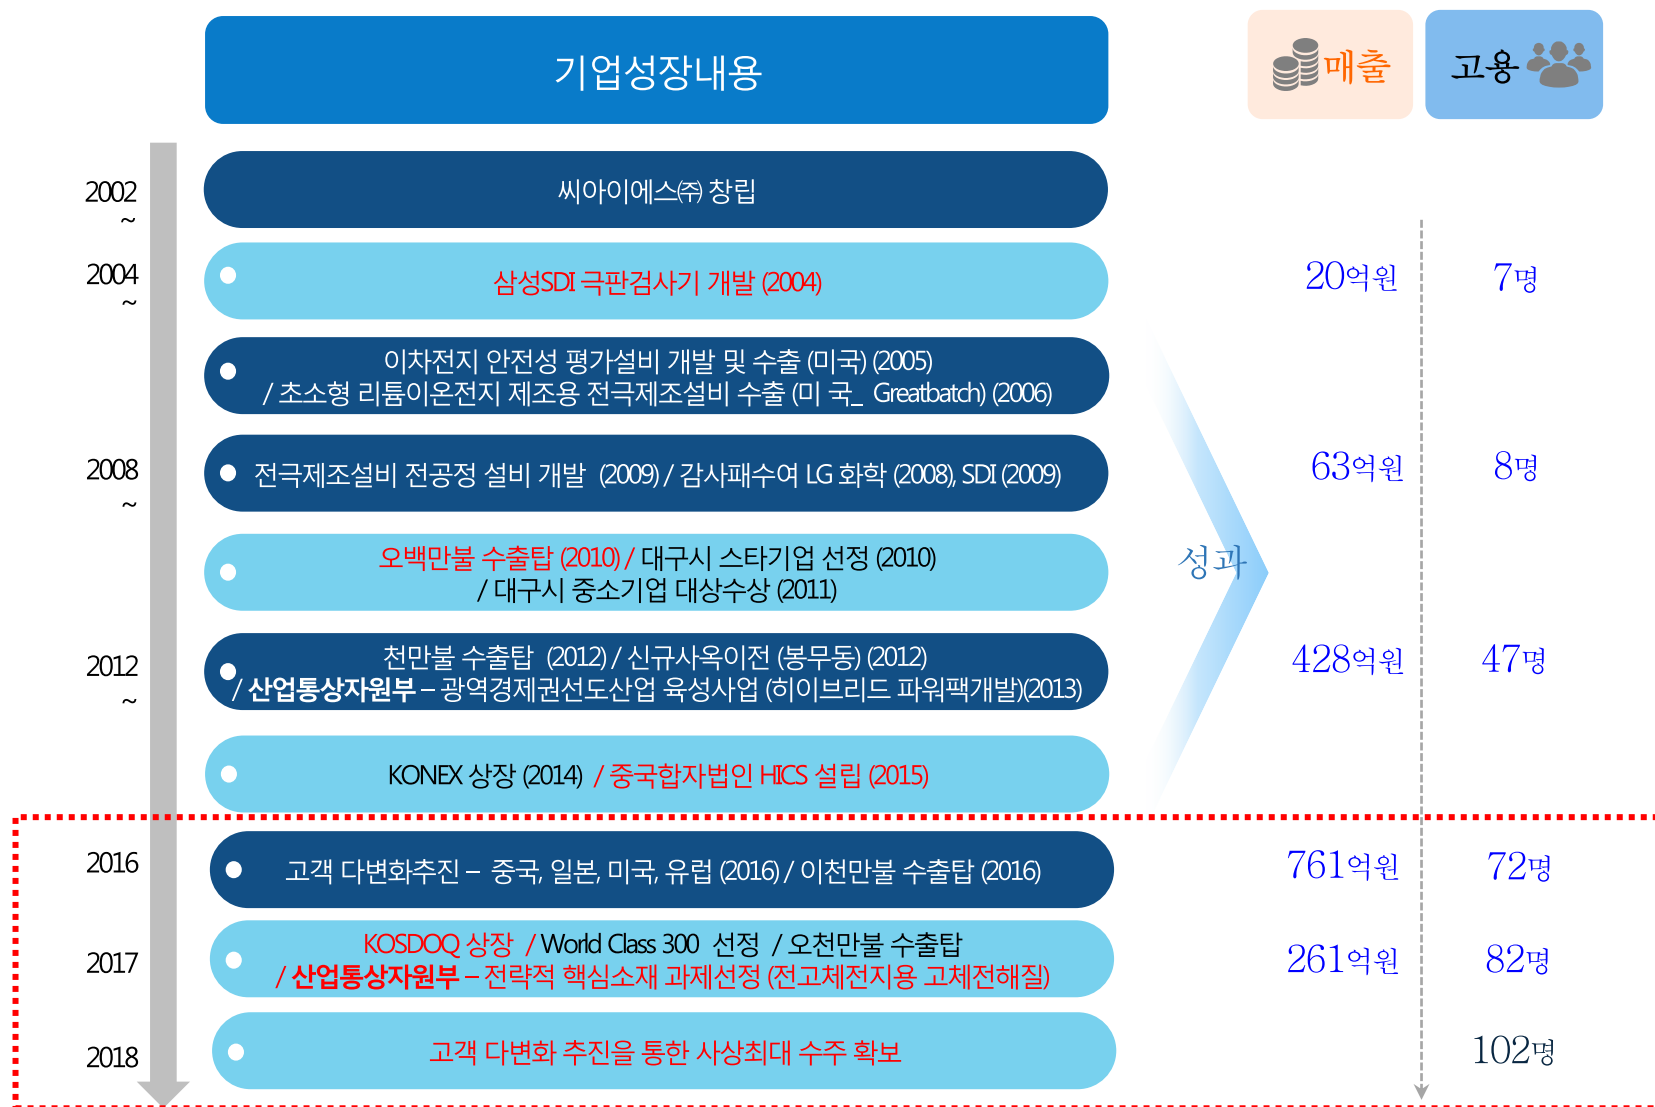 기업성장내용
매출
고용
2002
~
씨아이에스㈜ 창립
2004
~
삼성SDI 극판검사기 개발 (2004)
20억원
7명
이차전지 안전성 평가설비 개발 및 수출 (미국) (2005)
/ 초소형 리튬이온전지 제조용 전극제조설비 수출 (미 국_ Greatbatch) (2006)
2008
~
전극제조설비 전공정 설비 개발 (2009) / 감사패수여 LG 화학 (2008), SDI (2009)
63억원
8명
오백만불 수출탑 (2010) / 대구시 스타기업 선정 (2010)
/ 대구시 중소기업 대상수상 (2011)
성과
2012
~
천만불 수출탑 (2012) / 신규사옥이전 (봉무동) (2012)
/ 산업통상자원부 – 광역경제권선도산업 육성사업 (히이브리드 파워팩개발)(2013)
428억원
47명
KONEX 상장 (2014) / 중국합자법인 HICS 설립 (2015)
2016
고객 다변화추진 – 중국, 일본, 미국, 유럽 (2016) / 이천만불 수출탑 (2016)
761억원
72명
2017
KOSDOQ 상장 / World Class 300 선정 / 오천만불 수출탑
/ 산업통상자원부 – 전략적 핵심소재 과제선정 (전고체전지용 고체전해질)
261억원
82명
2018
고객 다변화 추진을 통한 사상최대 수주 확보
102명